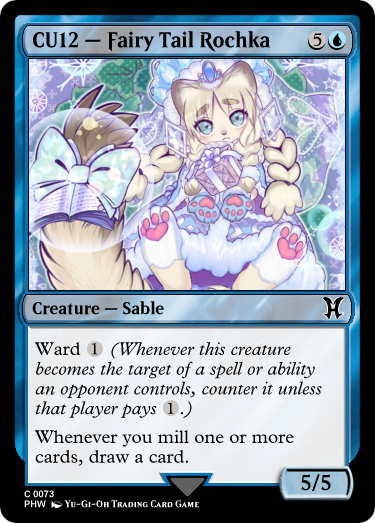 CU12 — Fairy Tail Rochka 5
Creature — Sable
Ward 1 (Whenever this creature
becomes the target of a spell or ability
an opponent controls, counter it unless
that player pays 1.)
Whenever you mill one or more
cards, draw a card.
5/5
C 0073
PHW Yu-Gi-Oh Trading Card Game